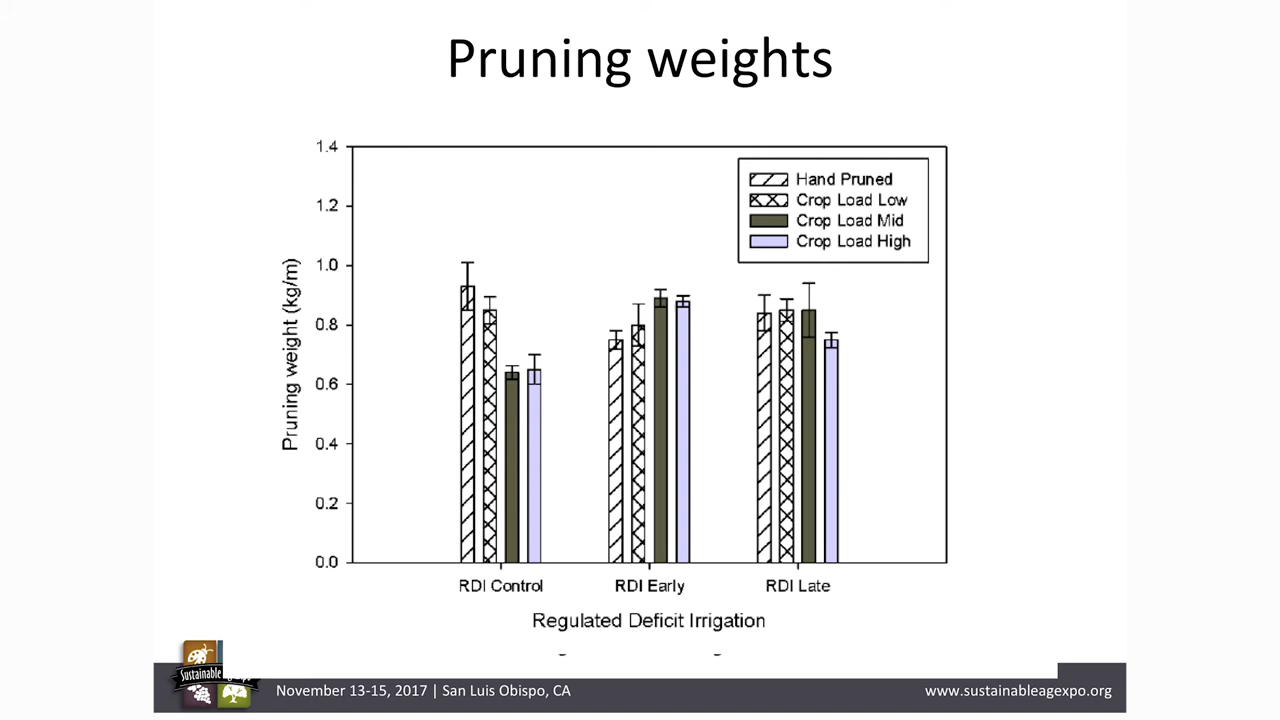 Pruning weights
1.4
1.2
1.0
0.8
0.6
0.4
0.2
0.0
Pruning weight (kg/m)
Hand Pruned
Crop Load Low
Crop Load Mid
Crop Load High
RDI Control
RDI Early
RDI Late
Regulated Deficit Irrigation
Sustainable
November 13-15, 2017 | San Luis Obispo, CA
www.sustainableagexpo.org